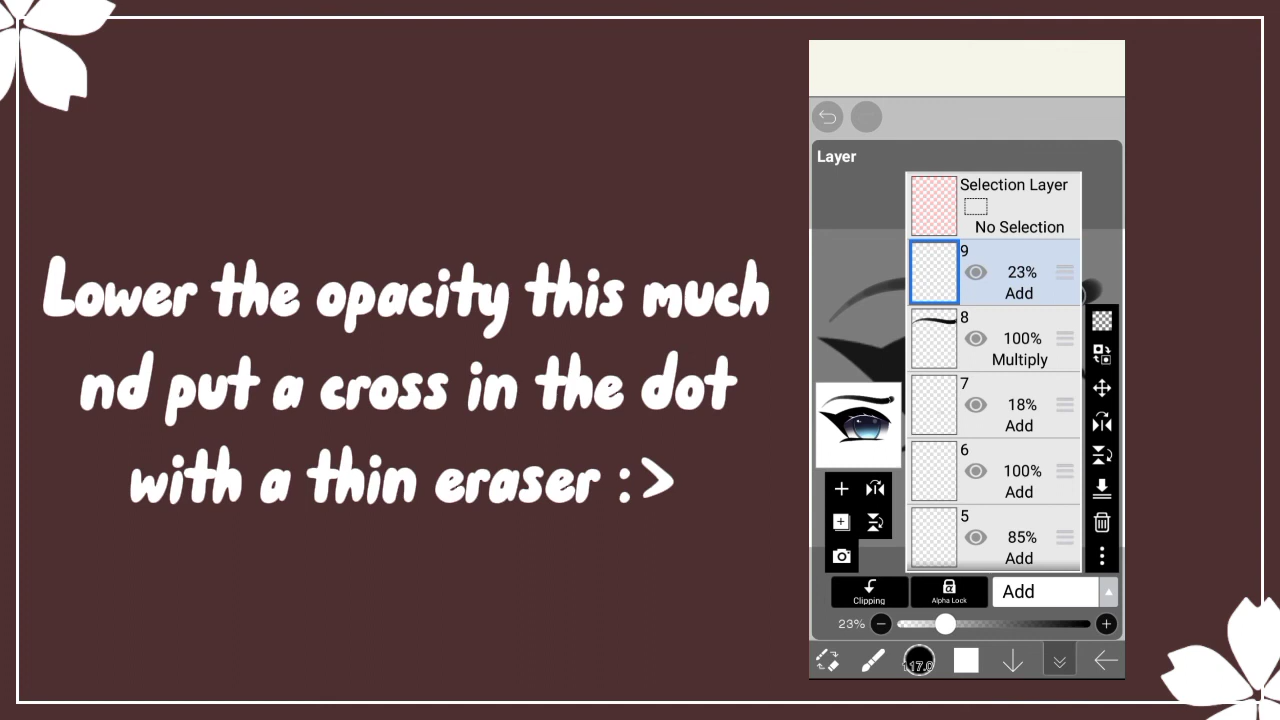 Lower the opacity this much
nd put a cross in the dot
with a thin eraser :>
Layer
Selection Layer
No Selection
9
23%
Add
8
100%
Multiply
7
18%
Add
6
100%
Add
5
85%
Add
Clipping
α
Alpha Lock
Add
23%
117.0